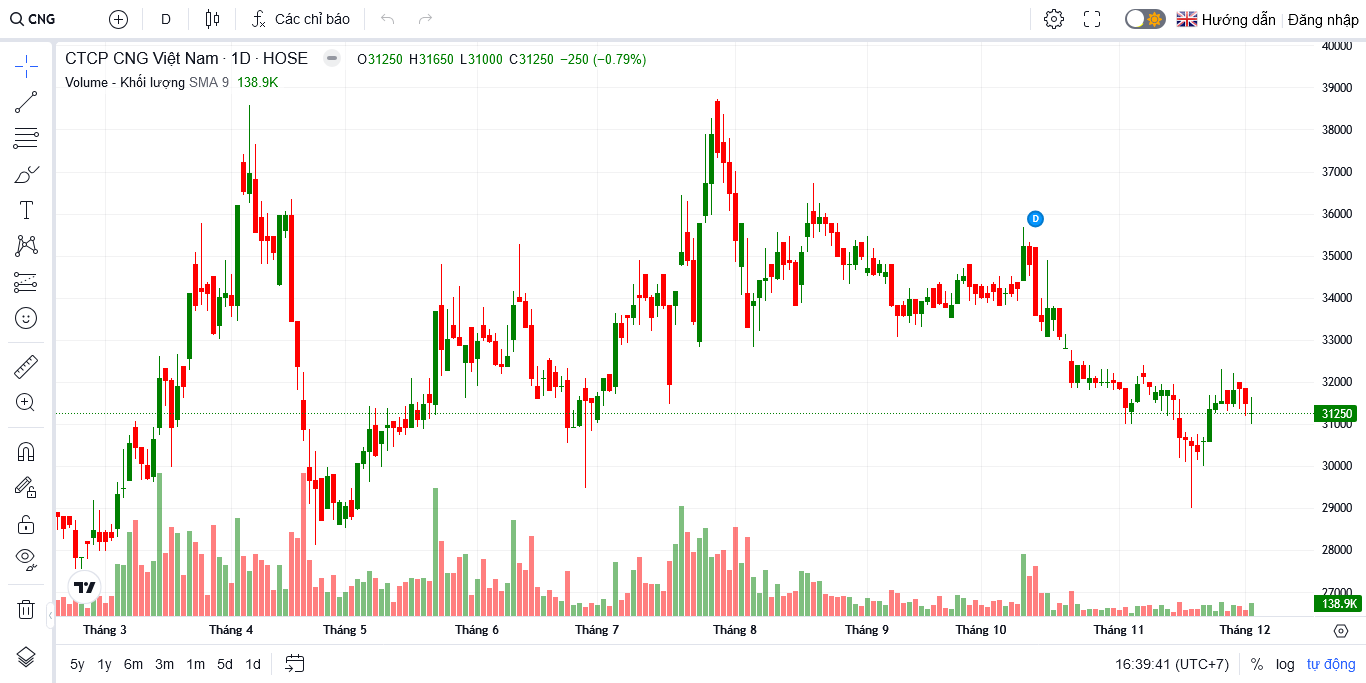 CNG D Các chỉ báo Hướng dẫn Đăng nhập
CTCP CNG Việt Nam · 1D · HOSE O31250 H31650 L31000 C31250 −250 (−0.79%)
Volume - Khối lượng SMA 9 138.9K
40000
39000
38000
37000
36000
D
35000
34000
33000
32000
31250
31000
30000
29000
28000
27000
138.9K
Tháng 3 Tháng 4 Tháng 5 Tháng 6 Tháng 7 Tháng 8 Tháng 9 Tháng 10 Tháng 11 Tháng 12
5y 1y 6m 3m 1m 5d 1d 16:39:41 (UTC+7) % log tự động